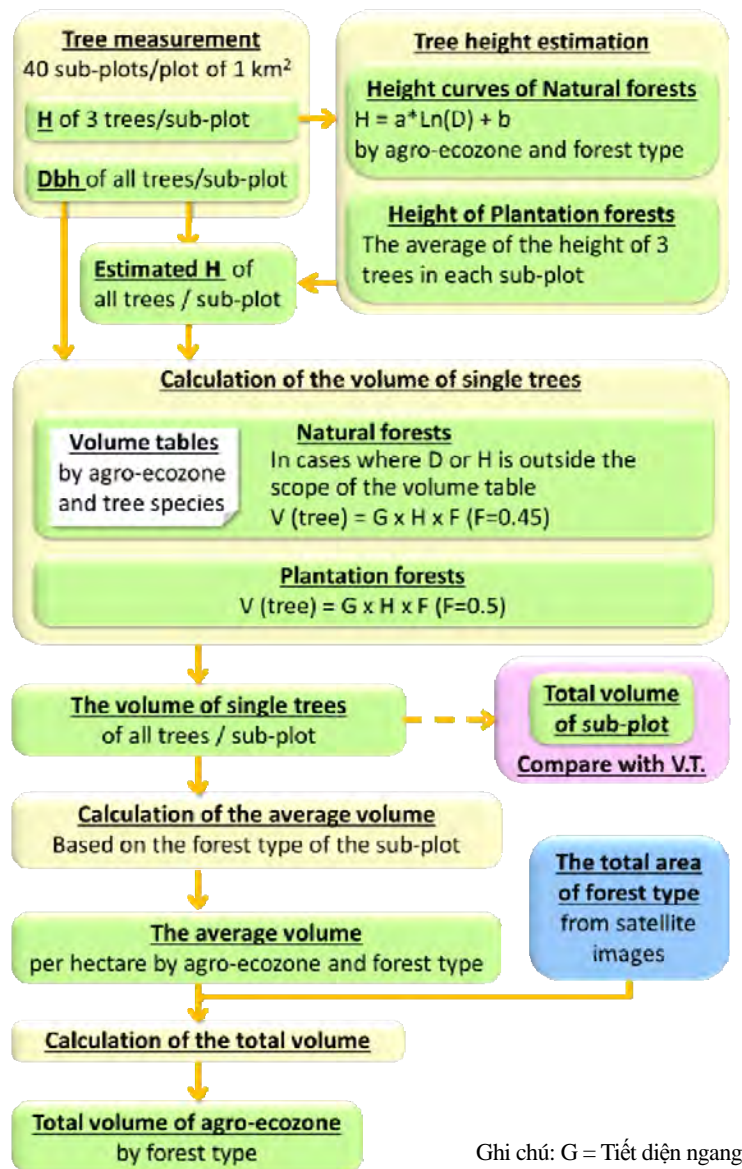 Tree measurement
40 sub-plots/plot of 1 km²
H of 3 trees/sub-plot
Dbh of all trees/sub-plot
Tree height estimation
Height curves of Natural forests
H = a*Ln(D) + b
by agro-ecozone and forest type
Height of Plantation forests
The average of the height of 3
trees in each sub-plot
Estimated H of
all trees / sub-plot
Calculation of the volume of single trees
Volume tables
by agro-ecozone
and tree species
Natural forests
In cases where D or H is outside the
scope of the volume table
V (tree) = G x H x F (F=0.45)
Plantation forests
V (tree) = G x H x F (F=0.5)
The volume of single trees
of all trees / sub-plot
Total volume
of sub-plot
Compare with V.T.
Calculation of the average volume
Based on the forest type of the sub-plot
The total area
of forest type
from satellite
images
The average volume
per hectare by agro-ecozone and forest type
Calculation of the total volume
Total volume of agro-ecozone
by forest type
Ghi chú: G = Tiết diện ngang